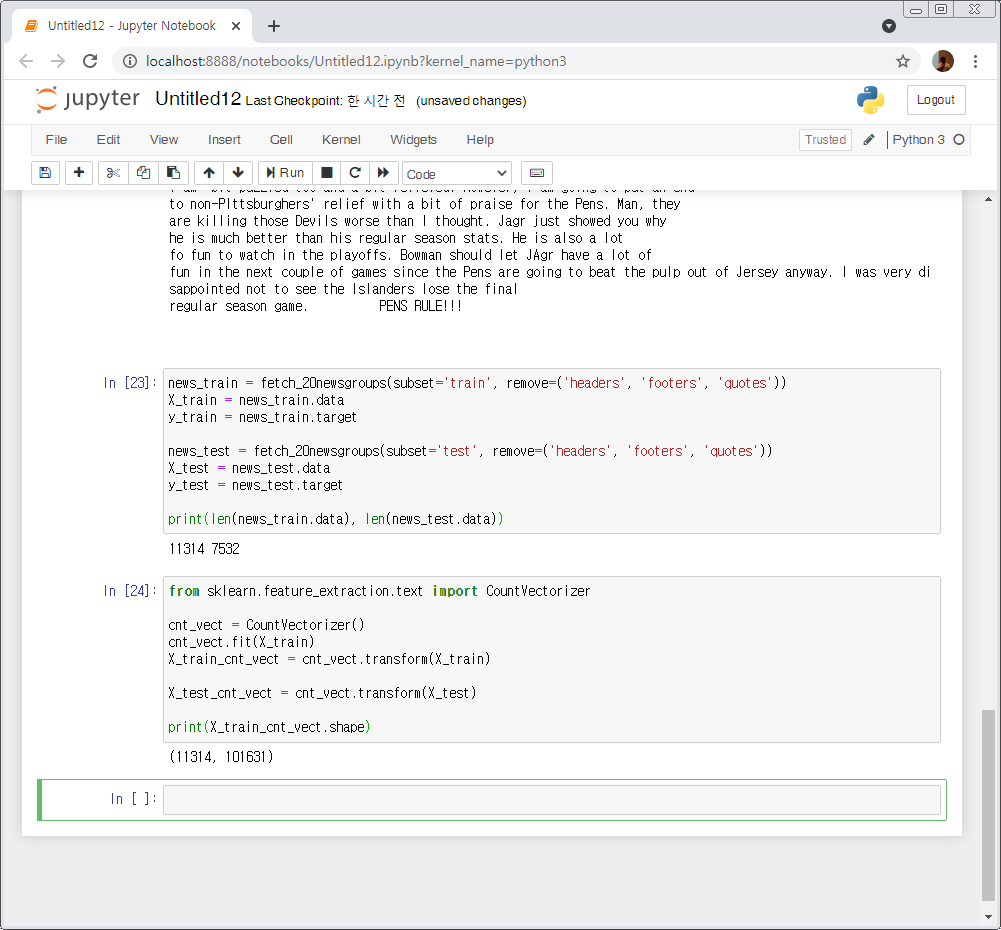 Untitled12 - Jupyter Notebook
localhost:8888/notebooks/Untitled12.ipynb?kernel_name=python3
jupyter Untitled12 Last Checkpoint: 한 시간 전 (unsaved changes)
Logout
File Edit View Insert Cell Kernel Widgets Help
Trusted Python 3
Run Code
to non-PIttsburghers' relief with a bit of praise for the Pens. Man, they
are killing those Devils worse than I thought. Jagr just showed you why
he is much better than his regular season stats. He is also a lot
fo fun to watch in the playoffs. Bowman should let JAgr have a lot of
fun in the next couple of games since the Pens are going to beat the pulp out of Jersey anyway. I was very di
sappointed not to see the Islanders lose the final
regular season game. PENS RULE!!!
In [23]: news_train = fetch_20newsgroups(subset='train', remove=('headers', 'footers', 'quotes'))
X_train = news_train.data
y_train = news_train.target
news_test = fetch_20newsgroups(subset='test', remove=('headers', 'footers', 'quotes'))
X_test = news_test.data
y_test = news_test.target
print(len(news_train.data), len(news_test.data))
11314 7532
In [24]: from sklearn.feature_extraction.text import CountVectorizer
cnt_vect = CountVectorizer()
cnt_vect.fit(X_train)
X_train_cnt_vect = cnt_vect.transform(X_train)
X_test_cnt_vect = cnt_vect.transform(X_test)
print(X_train_cnt_vect.shape)
(11314, 101631)
In [ ]: